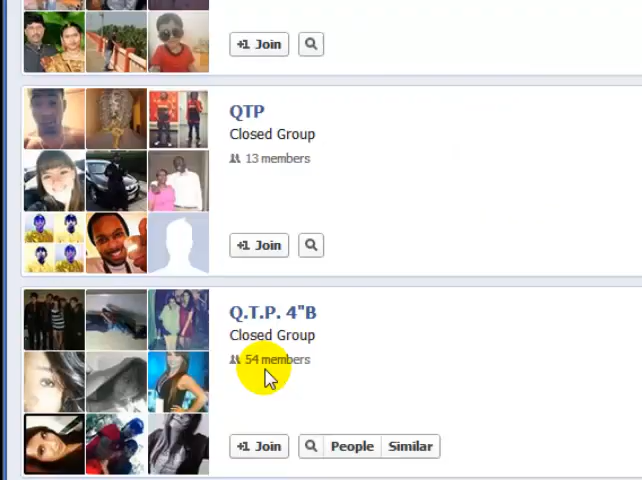 +1 Join
QTP
Closed Group
13 members
+1 Join
Q.T.P. 4"B
Closed Group
54 members
+1 Join People Similar